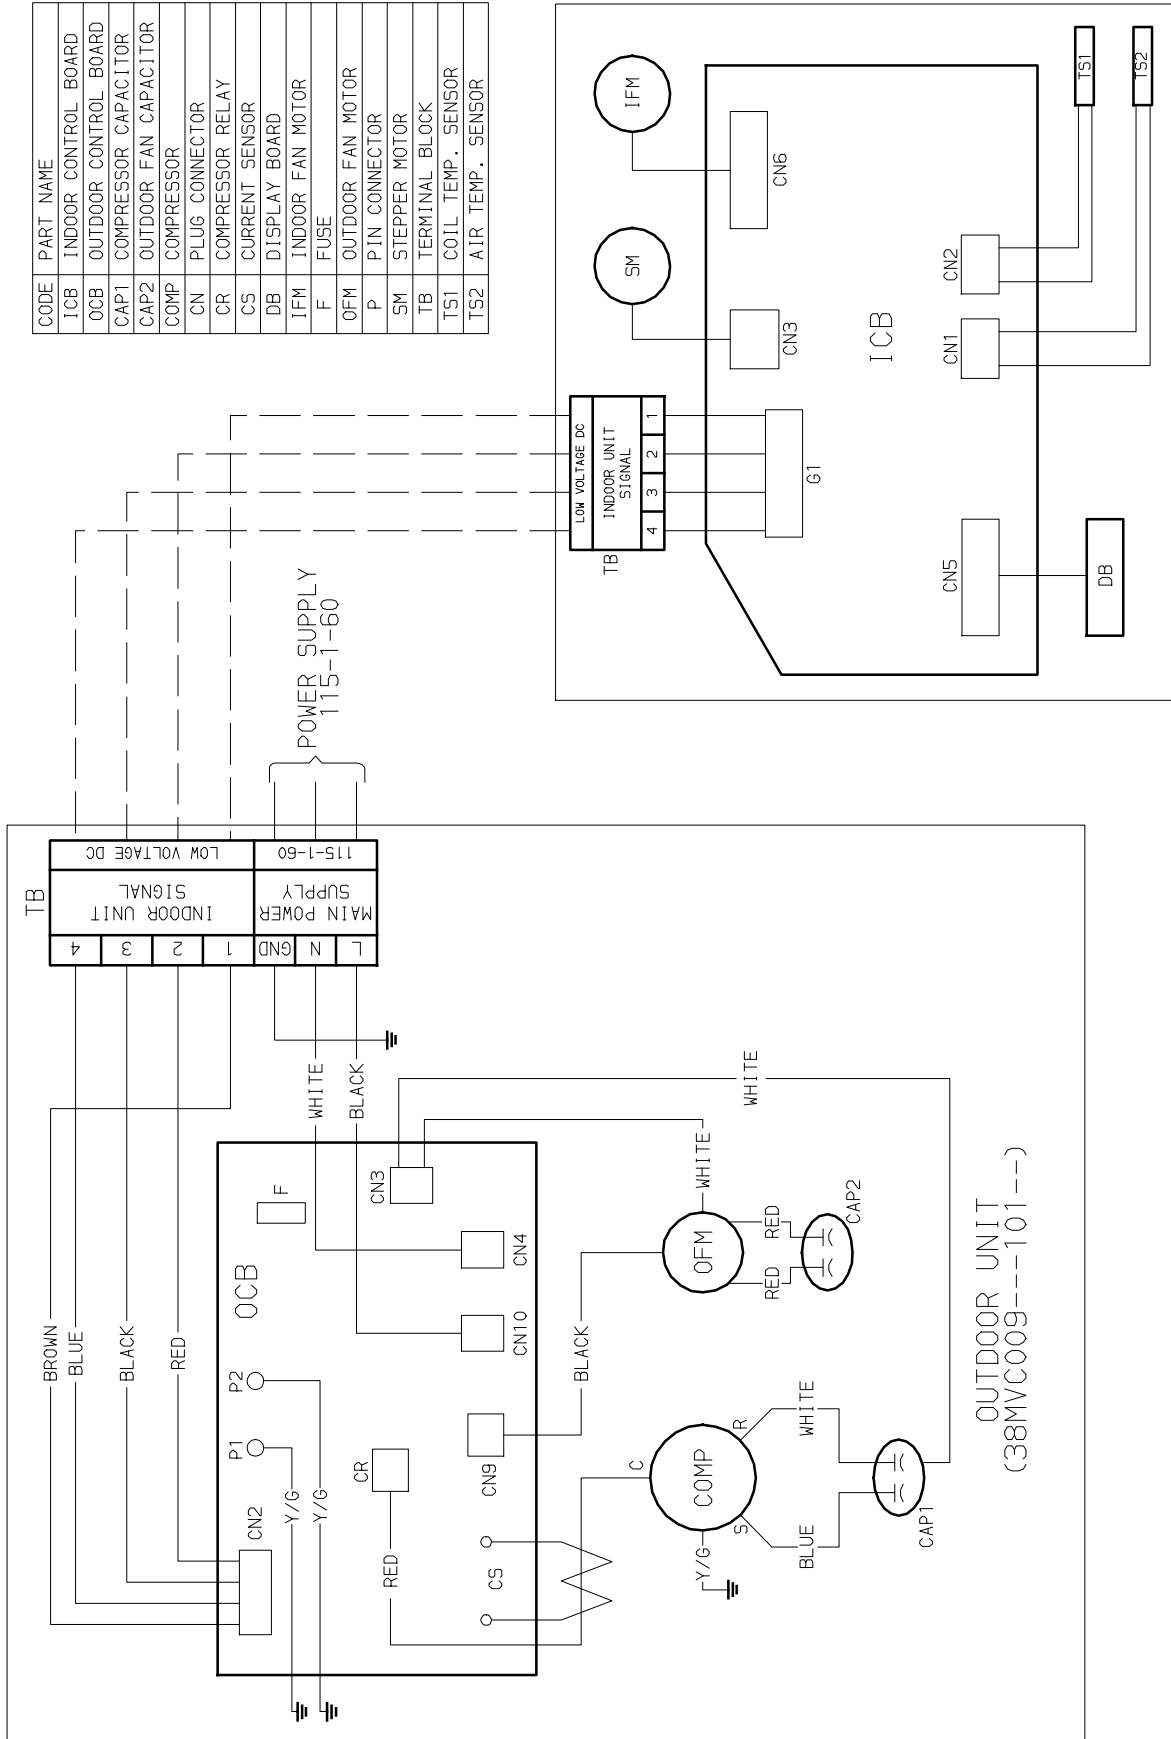 CODE PART NAME
ICB INDOOR CONTROL BOARD
OCB OUTDOOR CONTROL BOARD
CAP1 COMPRESSOR CAPACITOR
CAP2 OUTDOOR FAN CAPACITOR
COMP COMPRESSOR
CN PLUG CONNECTOR
CR COMPRESSOR RELAY
CS CURRENT SENSOR
DB DISPLAY BOARD
IFM INDOOR FAN MOTOR
F FUSE
OFM OUTDOOR FAN MOTOR
P PIN CONNECTOR
SM STEPPER MOTOR
TB TERMINAL BLOCK
TS1 COIL TEMP. SENSOR
TS2 AIR TEMP. SENSOR
IFM
SM
CN6
CN3
TS1
TS2
CN2
CN1
ICB
TB
LOW VOLTAGE DC
INDOOR UNIT
SIGNAL
4 3 2 1
G1
CN5
DB
POWER SUPPLY
115-1-60
TB
LOW VOLTAGE DC
115-1-60
INDOOR UNIT
SIGNAL
MAIN POWER
SUPPLY
4 3 2 1 GND N L
BROWN
BLUE
BLACK
RED
WHITE
BLACK
WHITE
F
CN3
OCB
CN4
CN10
P2
P1
Y/G
Y/G
CN2
CR
CN9
RED
CS
BLACK
WHITE
OFM
RED
RED
CAP2
C
COMP
R
S
Y/G
WHITE
BLUE
CAP1
OUTDOOR UNIT
(38MVC009---101--)